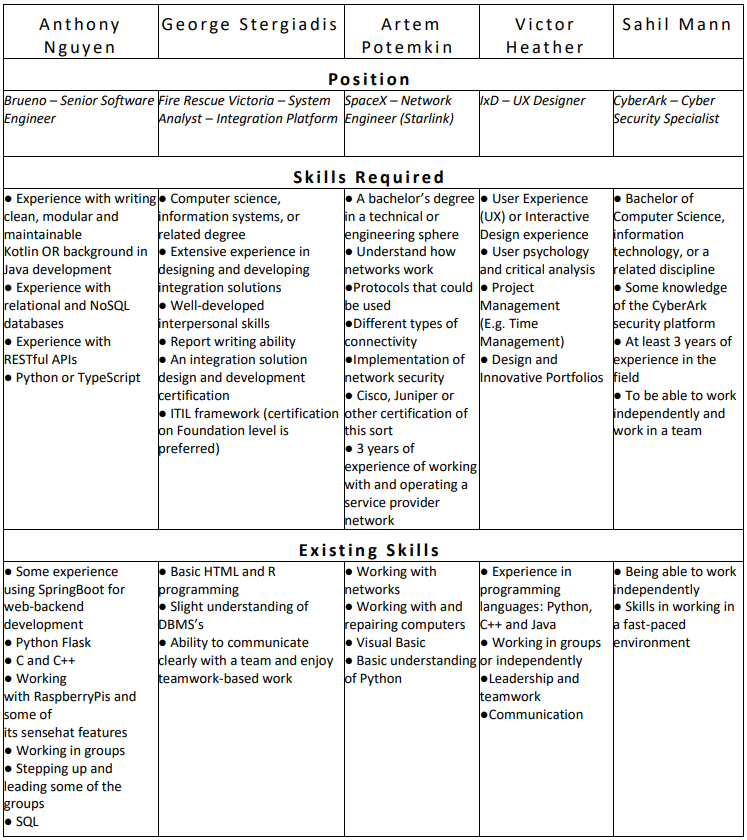 Anthony
Nguyen
George Stergiadis
Artem
Potemkin
Victor
Heather
Sahil Mann
Position
Brueno – Senior Software
Engineer
Fire Rescue Victoria – System
Analyst – Integration Platform
SpaceX – Network
Engineer (Starlink)
IxD – UX Designer
CyberArk – Cyber
Security Specialist
Skills Required
● Experience with writing
clean, modular and
maintainable
Kotlin OR background in
Java development
● Experience with
relational and NoSQL
databases
● Experience with
RESTful APIs
● Python or TypeScript
● Computer science,
information systems, or
related degree
● Extensive experience in
designing and developing
integration solutions
● Well-developed
interpersonal skills
● Report writing ability
● An integration solution
design and development
certification
● ITIL framework (certification
on Foundation level is
preferred)
● A bachelor’s degree
in a technical or
engineering sphere
● Understand how
networks work
●Protocols that could
be used
●Different types of
connectivity
●Implementation of
network security
● Cisco, Juniper or
other certification of
this sort
● 3 years of
experience of working
with and operating a
service provider
network
● User Experience
(UX) or Interactive
Design experience
● User psychology
and critical analysis
● Project
Management
(E.g. Time
Management)
● Design and
Innovative Portfolios
● Bachelor of
Computer Science,
information
technology, or a
related discipline
● Some knowledge
of the CyberArk
security platform
● At least 3 years of
experience in the
field
● To be able to work
independently and
work in a team
Existing Skills
● Some experience
using SpringBoot for
web-backend
development
● Python Flask
● C and C++
● Working
with RaspberryPis and
some of
its sensehat features
● Working in groups
● Stepping up and
leading some of the
groups
● SQL
● Basic HTML and R
programming
● Slight understanding of
DBMS’s
● Ability to communicate
clearly with a team and enjoy
teamwork-based work
● Working with
networks
● Working with and
repairing computers
● Visual Basic
● Basic understanding
of Python
● Experience in
programming
languages: Python,
C++ and Java
● Working in groups
or independently
●Leadership and
teamwork
●Communication
● Being able to work
independently
● Skills in working in
a fast-paced
environment